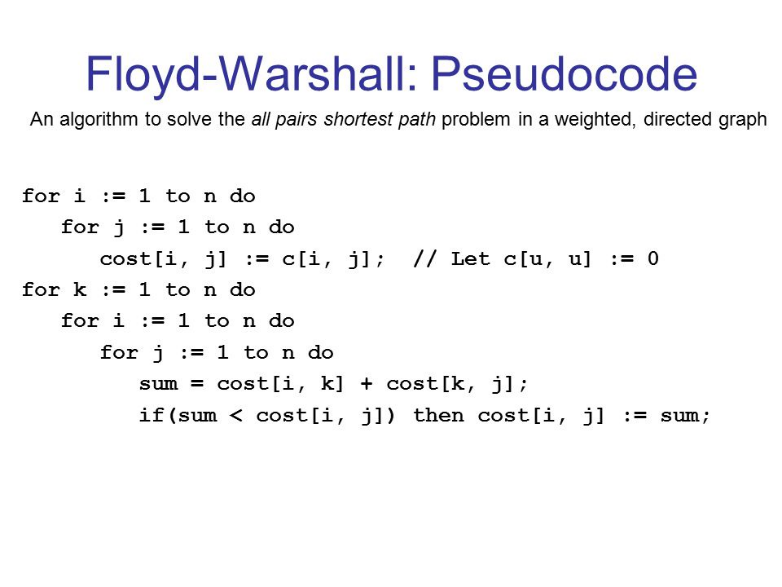 Floyd-Warshall: Pseudocode
An algorithm to solve the all pairs shortest path problem in a weighted, directed graph
for i := 1 to n do
for j := 1 to n do
cost[i, j] := c[i, j]; // Let c[u, u] := 0
for k := 1 to n do
for i := 1 to n do
for j := 1 to n do
sum = cost[i, k] + cost[k, j];
if(sum < cost[i, j]) then cost[i, j] := sum;